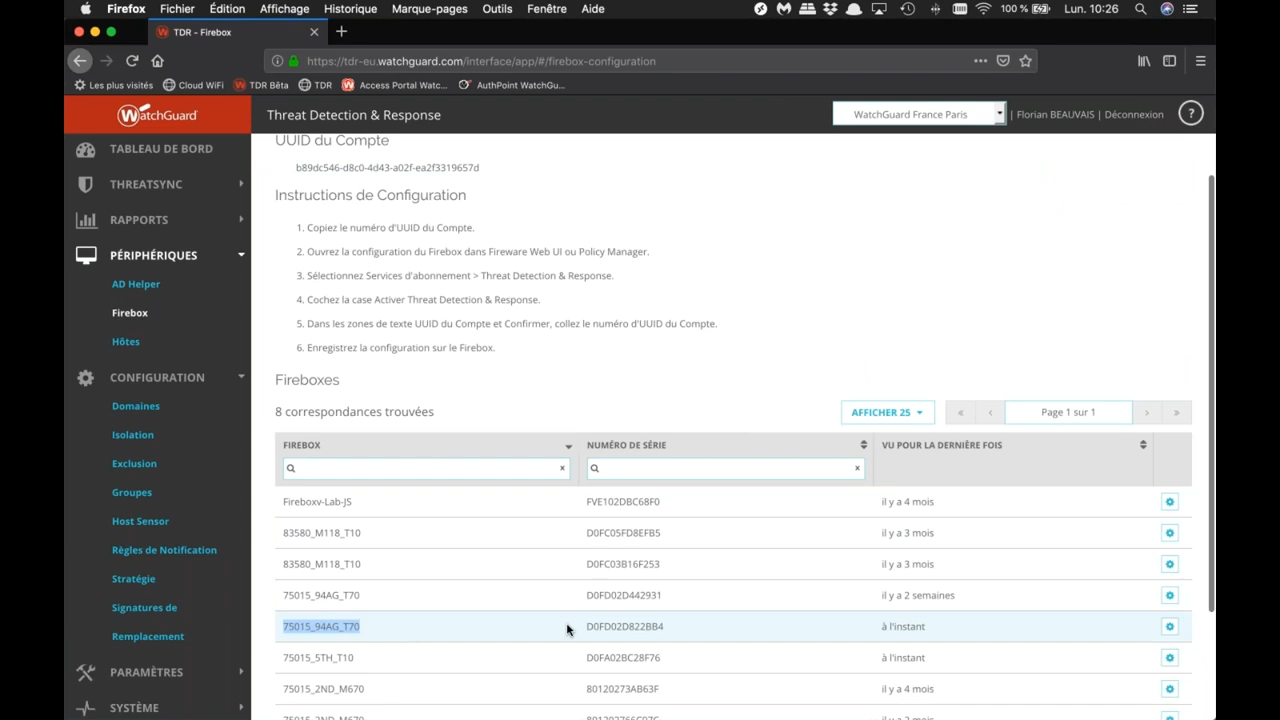 Firefox Fichier Édition Affichage Historique Marque-pages Outils Fenêtre Aide 100 % Lun. 10:26
TDR - Firebox
https://tdr-eu.watchguard.com/interface/app/#/firebox-configuration
Les plus visités Cloud WiFi TDR Bêta TDR Access Portal Watc... AuthPoint WatchGu...
WatchGuard Threat Detection & Response WatchGuard France Paris | Florian BEAUVAIS | Déconnexion ?
TABLEAU DE BORD
THREATSYNC
RAPPORTS
PÉRIPHÉRIQUES
AD Helper
Firebox
Hôtes
CONFIGURATION
Domaines
Isolation
Exclusion
Groupes
Host Sensor
Règles de Notification
Stratégie
Signatures de
Remplacement
PARAMÈTRES
SYSTÈME
UUID du Compte
b89dc546-d8c0-4d43-a02f-ea2f3319657d
Instructions de Configuration
1. Copiez le numéro d'UUID du Compte.
2. Ouvrez la configuration du Firebox dans Fireware Web UI ou Policy Manager.
3. Sélectionnez Services d'abonnement > Threat Detection & Response.
4. Cochez la case Activer Threat Detection & Response.
5. Dans les zones de texte UUID du Compte et Confirmer, collez le numéro d'UUID du Compte.
6. Enregistrez la configuration sur le Firebox.
Fireboxes
8 correspondances trouvées AFFICHER 25 « ‹ Page 1 sur 1 › »
FIREBOX NUMÉRO DE SÉRIE VU POUR LA DERNIÈRE FOIS
x x
Fireboxv-Lab-JS FVE102DBC68F0 il y a 4 mois
83580_M118_T10 D0FC05FD8EFB5 il y a 3 mois
83580_M118_T10 D0FC03B16F253 il y a 3 mois
75015_94AG_T70 D0FD02D442931 il y a 2 semaines
75015_94AG_T70 D0FD02D822BB4 à l'instant
75015_5TH_T10 D0FA02BC28F76 à l'instant
75015_2ND_M670 80120273AB63F il y a 4 mois